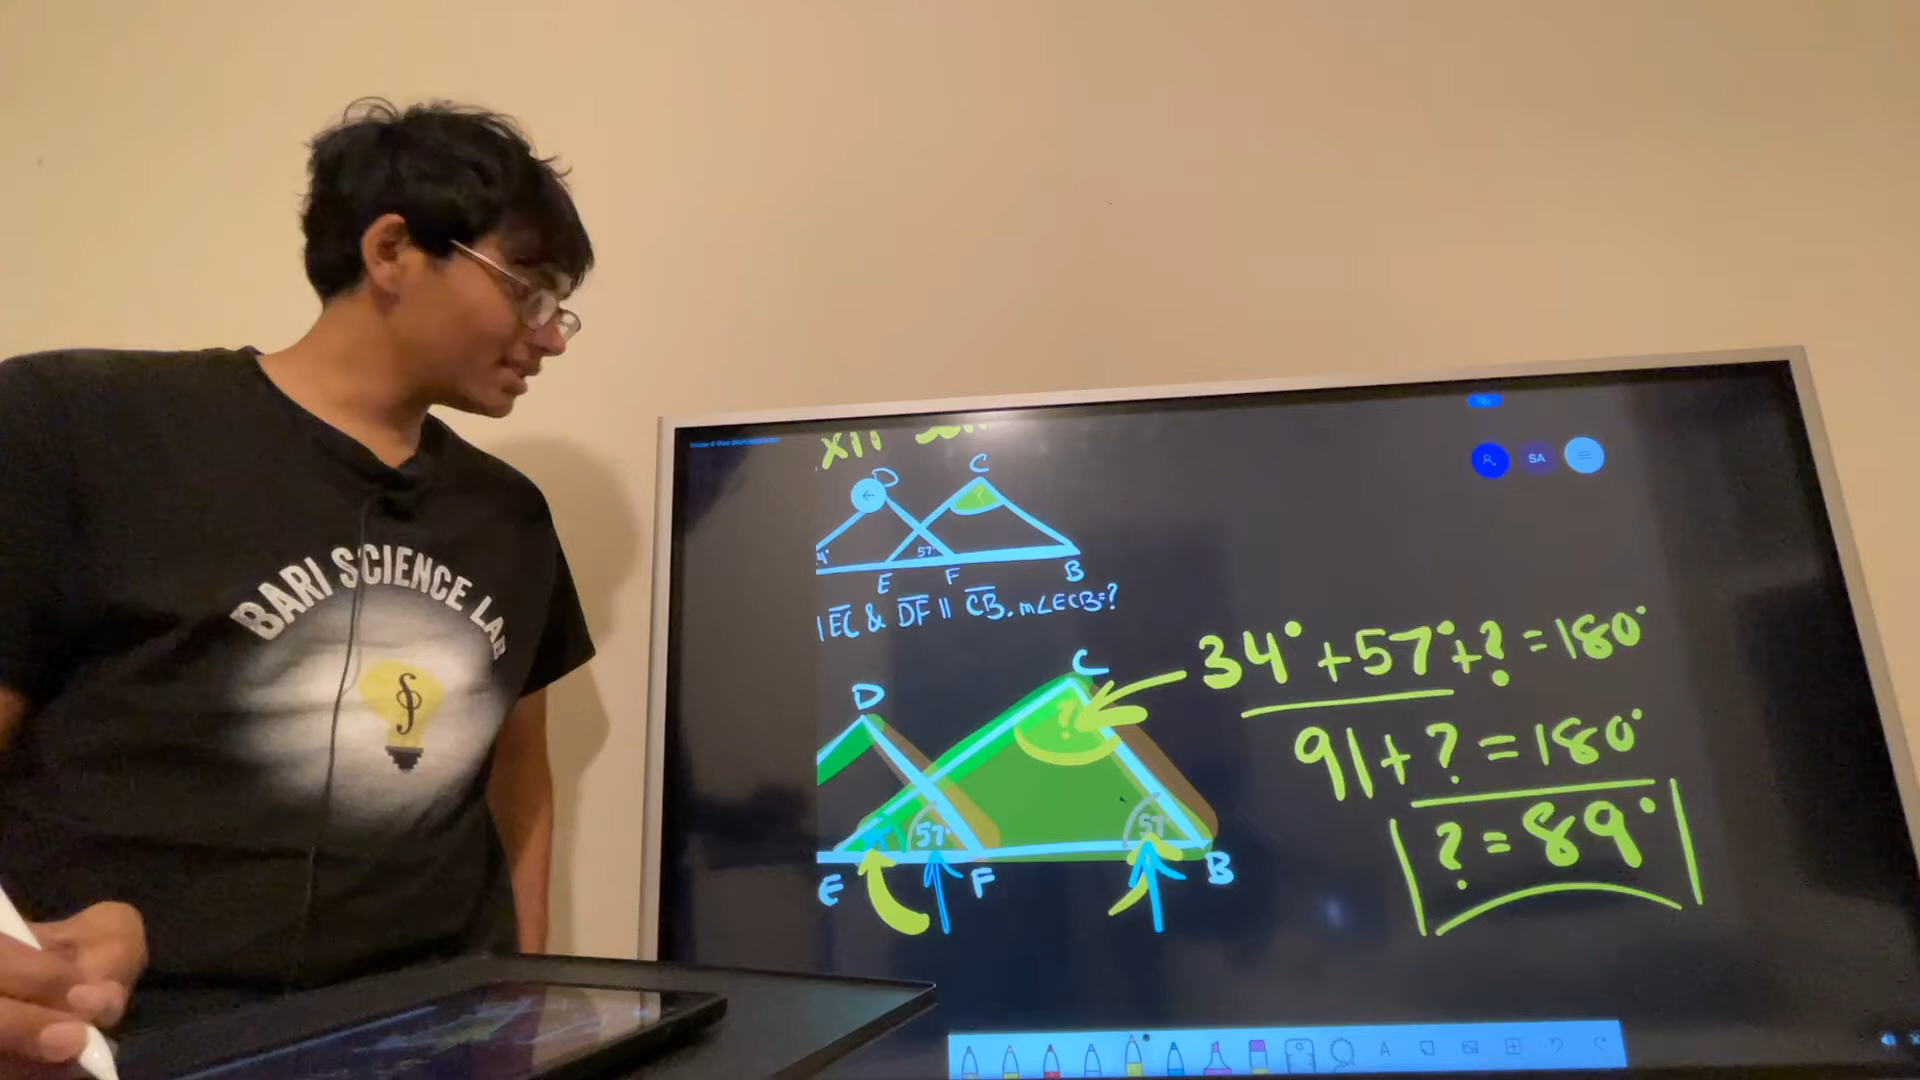 BARI SCIENCE LAB
SA
D
C
?
57
E
F
B
EC & DF || CB. m∠ECB=?
D
C
?
57°
57
E
F
B
34° + 57° + ? = 180°
91 + ? = 180°
? = 89°
A